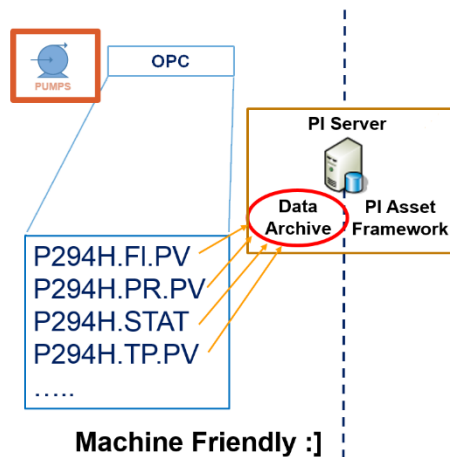 PUMPS
OPC
PI Server
Data
Archive
PI Asset
Framework
P294H.FI.PV
P294H.PR.PV
P294H.STAT
P294H.TP.PV
.....
Machine Friendly :]